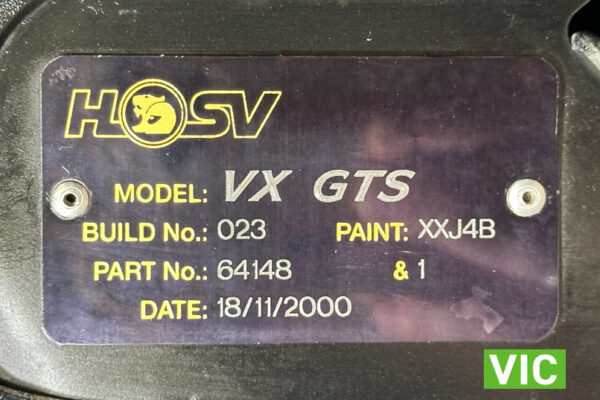 HSV
MODEL: VX GTS
BUILD No.: 023 PAINT: XXJ4B
PART No.: 64148 & 1
DATE: 18/11/2000
VIC